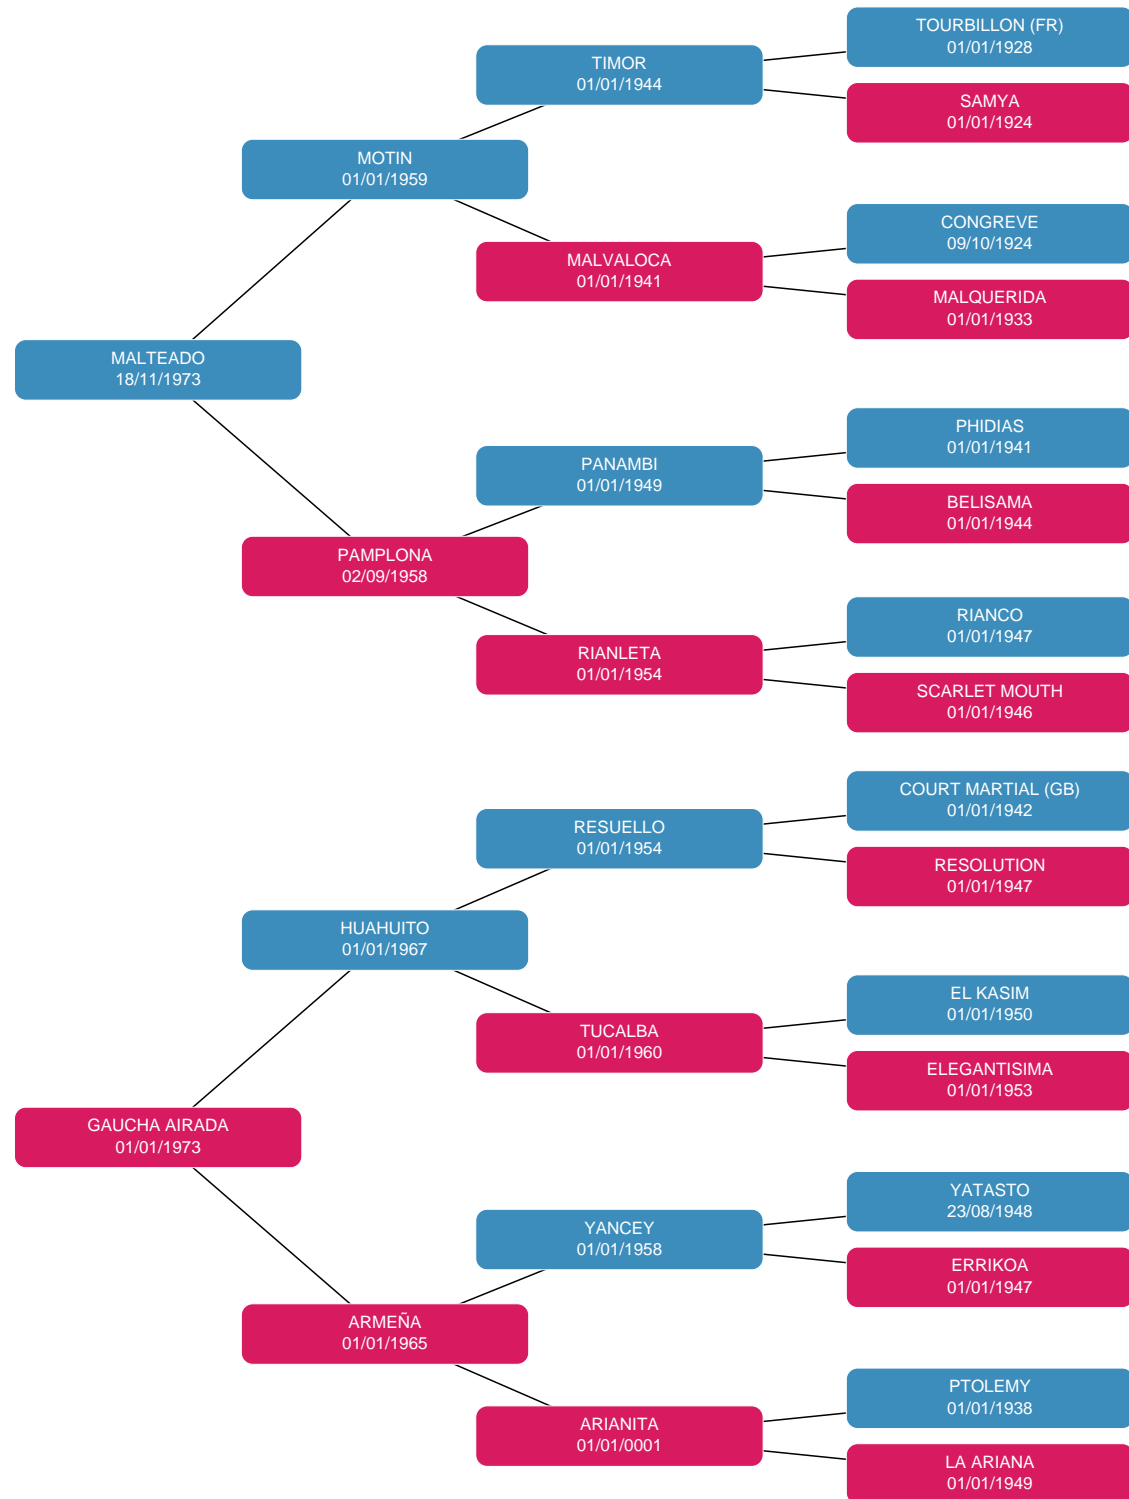 TOURBILLON (FR)
01/01/1928
TIMOR
01/01/1944
SAMYA
01/01/1924
MOTIN
01/01/1959
CONGREVE
09/10/1924
MALVALOCA
01/01/1941
MALQUERIDA
01/01/1933
MALTEADO
18/11/1973
PHIDIAS
01/01/1941
PANAMBI
01/01/1949
BELISAMA
01/01/1944
PAMPLONA
02/09/1958
RIANCO
01/01/1947
RIANLETA
01/01/1954
SCARLET MOUTH
01/01/1946
COURT MARTIAL (GB)
01/01/1942
RESUELLO
01/01/1954
RESOLUTION
01/01/1947
HUAHUITO
01/01/1967
EL KASIM
01/01/1950
TUCALBA
01/01/1960
ELEGANTISIMA
01/01/1953
GAUCHA AIRADA
01/01/1973
YATASTO
23/08/1948
YANCEY
01/01/1958
ERRIKOA
01/01/1947
ARMEÑA
01/01/1965
PTOLEMY
01/01/1938
ARIANITA
01/01/0001
LA ARIANA
01/01/1949